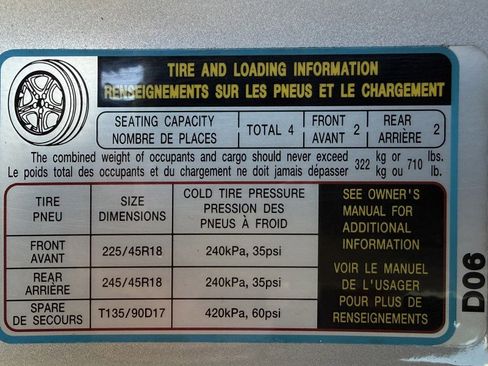 TIRE AND LOADING INFORMATION
RENSEIGNEMENTS SUR LES PNEUS ET LE CHARGEMENT
SEATING CAPACITY
NOMBRE DE PLACES
TOTAL 4
FRONT
AVANT 2
REAR
ARRIÈRE 2
The combined weight of occupants and cargo should never exceed 322 kg or 710 lbs.
Le poids total des occupants et du chargement ne doit jamais dépasser 322 kg ou 710 lb.
TIRE
PNEU
SIZE
DIMENSIONS
COLD TIRE PRESSURE
PRESSION DES
PNEUS À FROID
FRONT
AVANT
225/45R18
240kPa, 35psi
REAR
ARRIÈRE
245/45R18
240kPa, 35psi
SPARE
DE SECOURS
T135/90D17
420kPa, 60psi
SEE OWNER'S
MANUAL FOR
ADDITIONAL
INFORMATION
VOIR LE MANUEL
DE L'USAGER
POUR PLUS DE
RENSEIGNEMENTS
D06